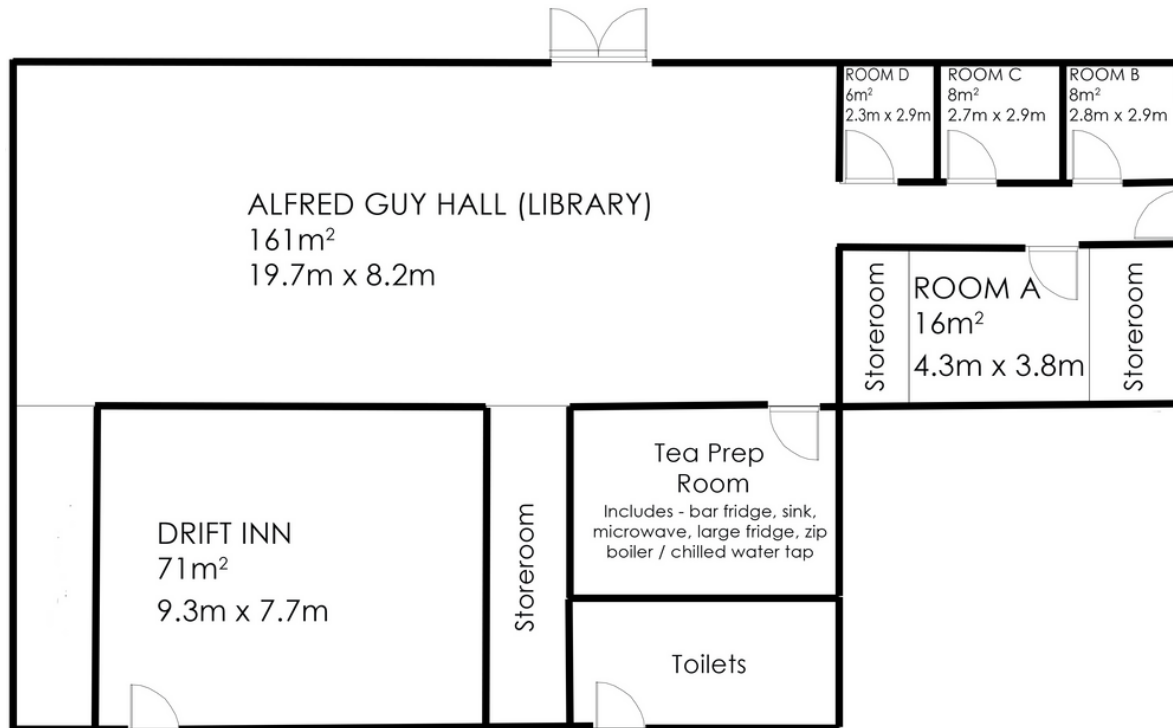 ROOM D
6m²
2.3m x 2.9m
ROOM C
8m²
2.7m x 2.9m
ROOM B
8m²
2.8m x 2.9m
ALFRED GUY HALL (LIBRARY)
161m²
19.7m x 8.2m
Storeroom
ROOM A
16m²
4.3m x 3.8m
Storeroom
DRIFT INN
71m²
9.3m x 7.7m
Storeroom
Tea Prep
Room
Includes - bar fridge, sink,
microwave, large fridge, zip
boiler / chilled water tap
Toilets